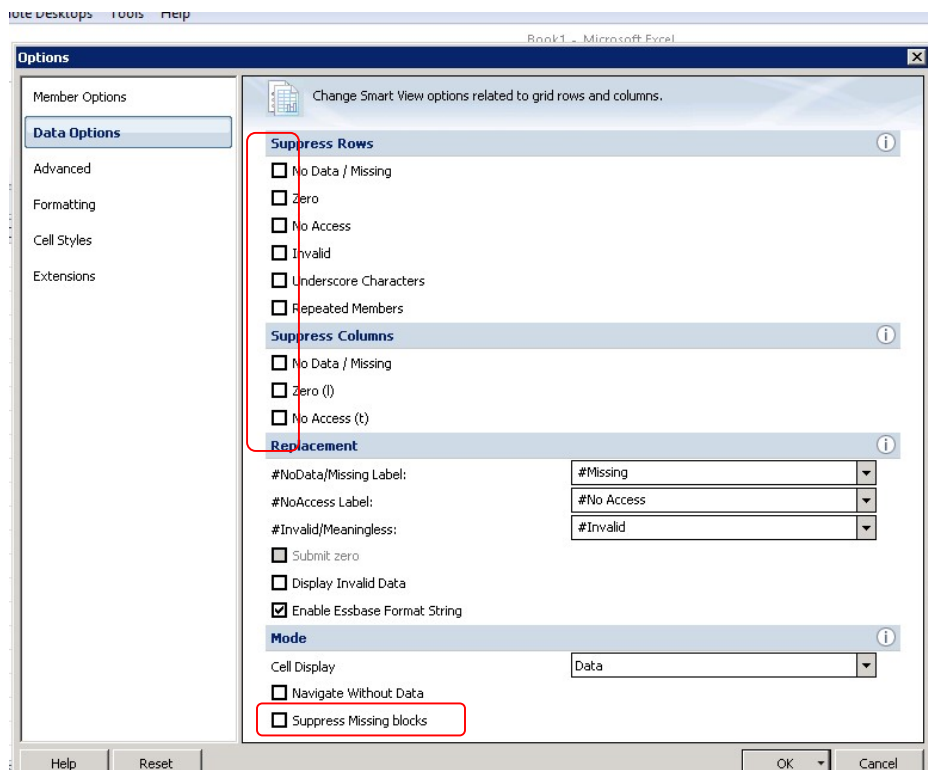 Remote Desktops Tools Help
Book1 - Microsoft Excel
Options
Member Options
Data Options
Advanced
Formatting
Cell Styles
Extensions
Change Smart View options related to grid rows and columns.
Suppress Rows
No Data / Missing
Zero
No Access
Invalid
Underscore Characters
Repeated Members
Suppress Columns
No Data / Missing
Zero (l)
No Access (t)
Replacement
#NoData/Missing Label: #Missing
#NoAccess Label: #No Access
#Invalid/Meaningless: #Invalid
Submit zero
Display Invalid Data
Enable Essbase Format String
Mode
Cell Display Data
Navigate Without Data
Suppress Missing blocks
Help Reset OK Cancel